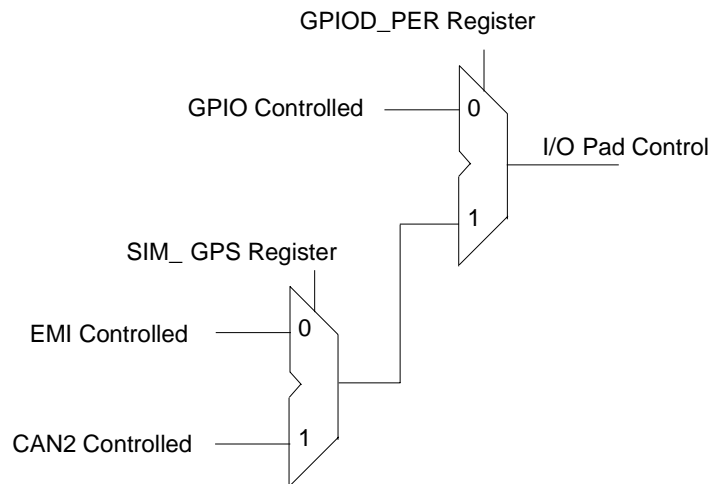 GPIOD_PER Register
GPIO Controlled
0
I/O Pad Control
1
SIM_ GPS Register
EMI Controlled
0
CAN2 Controlled
1